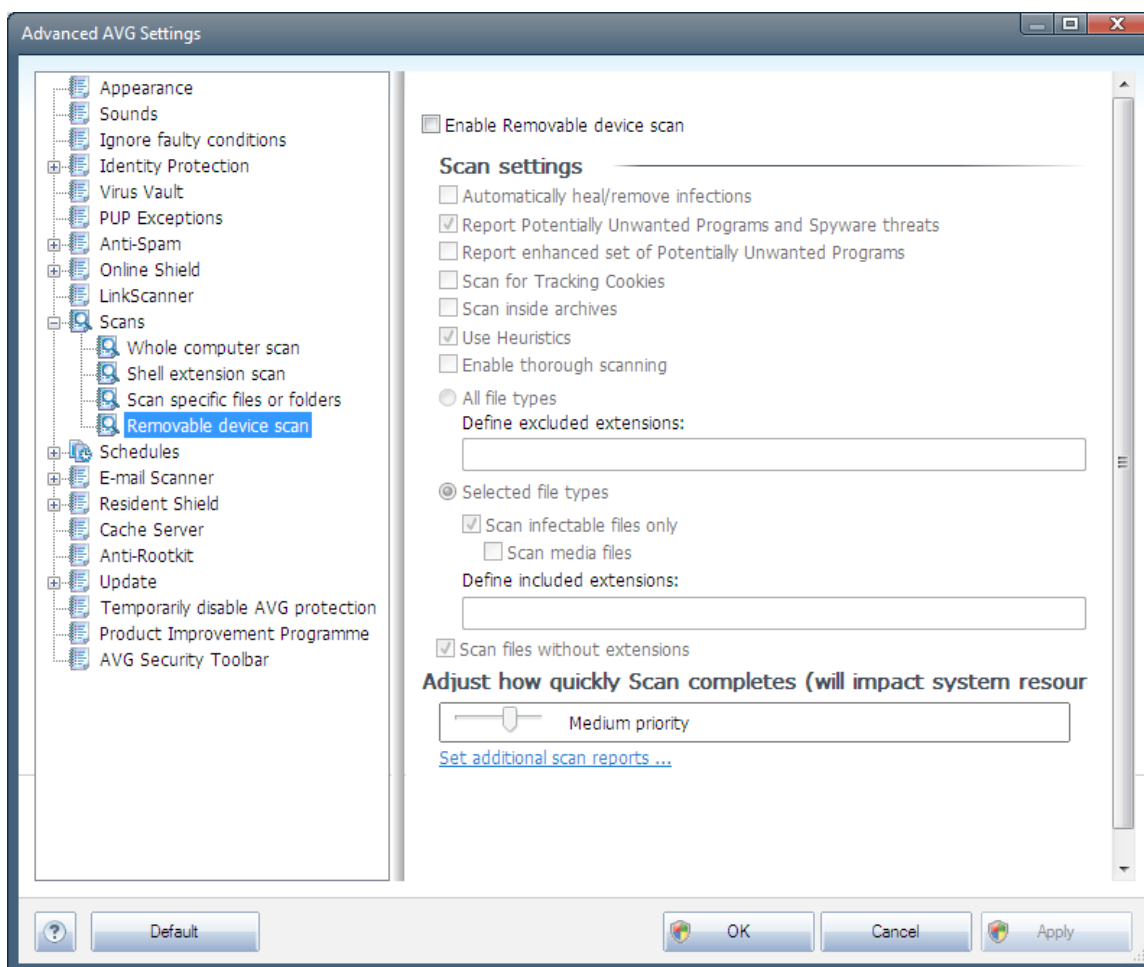 Advanced AVG Settings
Appearance
Sounds
Ignore faulty conditions
Identity Protection
Virus Vault
PUP Exceptions
Anti-Spam
Online Shield
LinkScanner
Scans
Whole computer scan
Shell extension scan
Scan specific files or folders
Removable device scan
Schedules
E-mail Scanner
Resident Shield
Cache Server
Anti-Rootkit
Update
Temporarily disable AVG protection
Product Improvement Programme
AVG Security Toolbar
Enable Removable device scan
Scan settings
Automatically heal/remove infections
Report Potentially Unwanted Programs and Spyware threats
Report enhanced set of Potentially Unwanted Programs
Scan for Tracking Cookies
Scan inside archives
Use Heuristics
Enable thorough scanning
All file types
Define excluded extensions:
Selected file types
Scan infectable files only
Scan media files
Define included extensions:
Scan files without extensions
Adjust how quickly Scan completes (will impact system resour
Medium priority
Set additional scan reports ...
? Default OK Cancel Apply